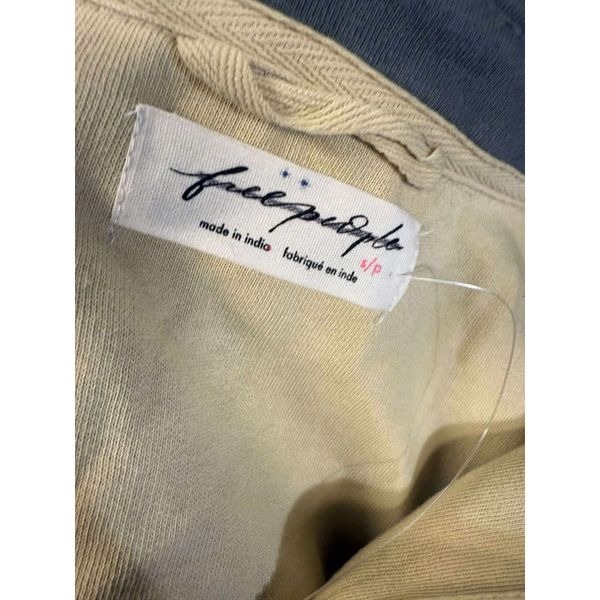 free people
made in india fabriqué en inde
s/p